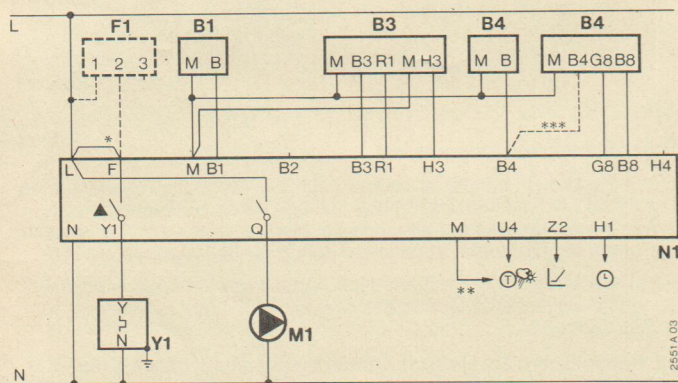 L
F1 B1 B3 B4 B4
1 2 3 M B M B3 R1 M H3 M B M B4 G8 B8
* ***
L F M B1 B2 B3 R1 H3 B4 G8 B8 H4
N Y1 Q M U4 Z2 H1
N1
** T
Y
N Y1 M1
N
2551A03